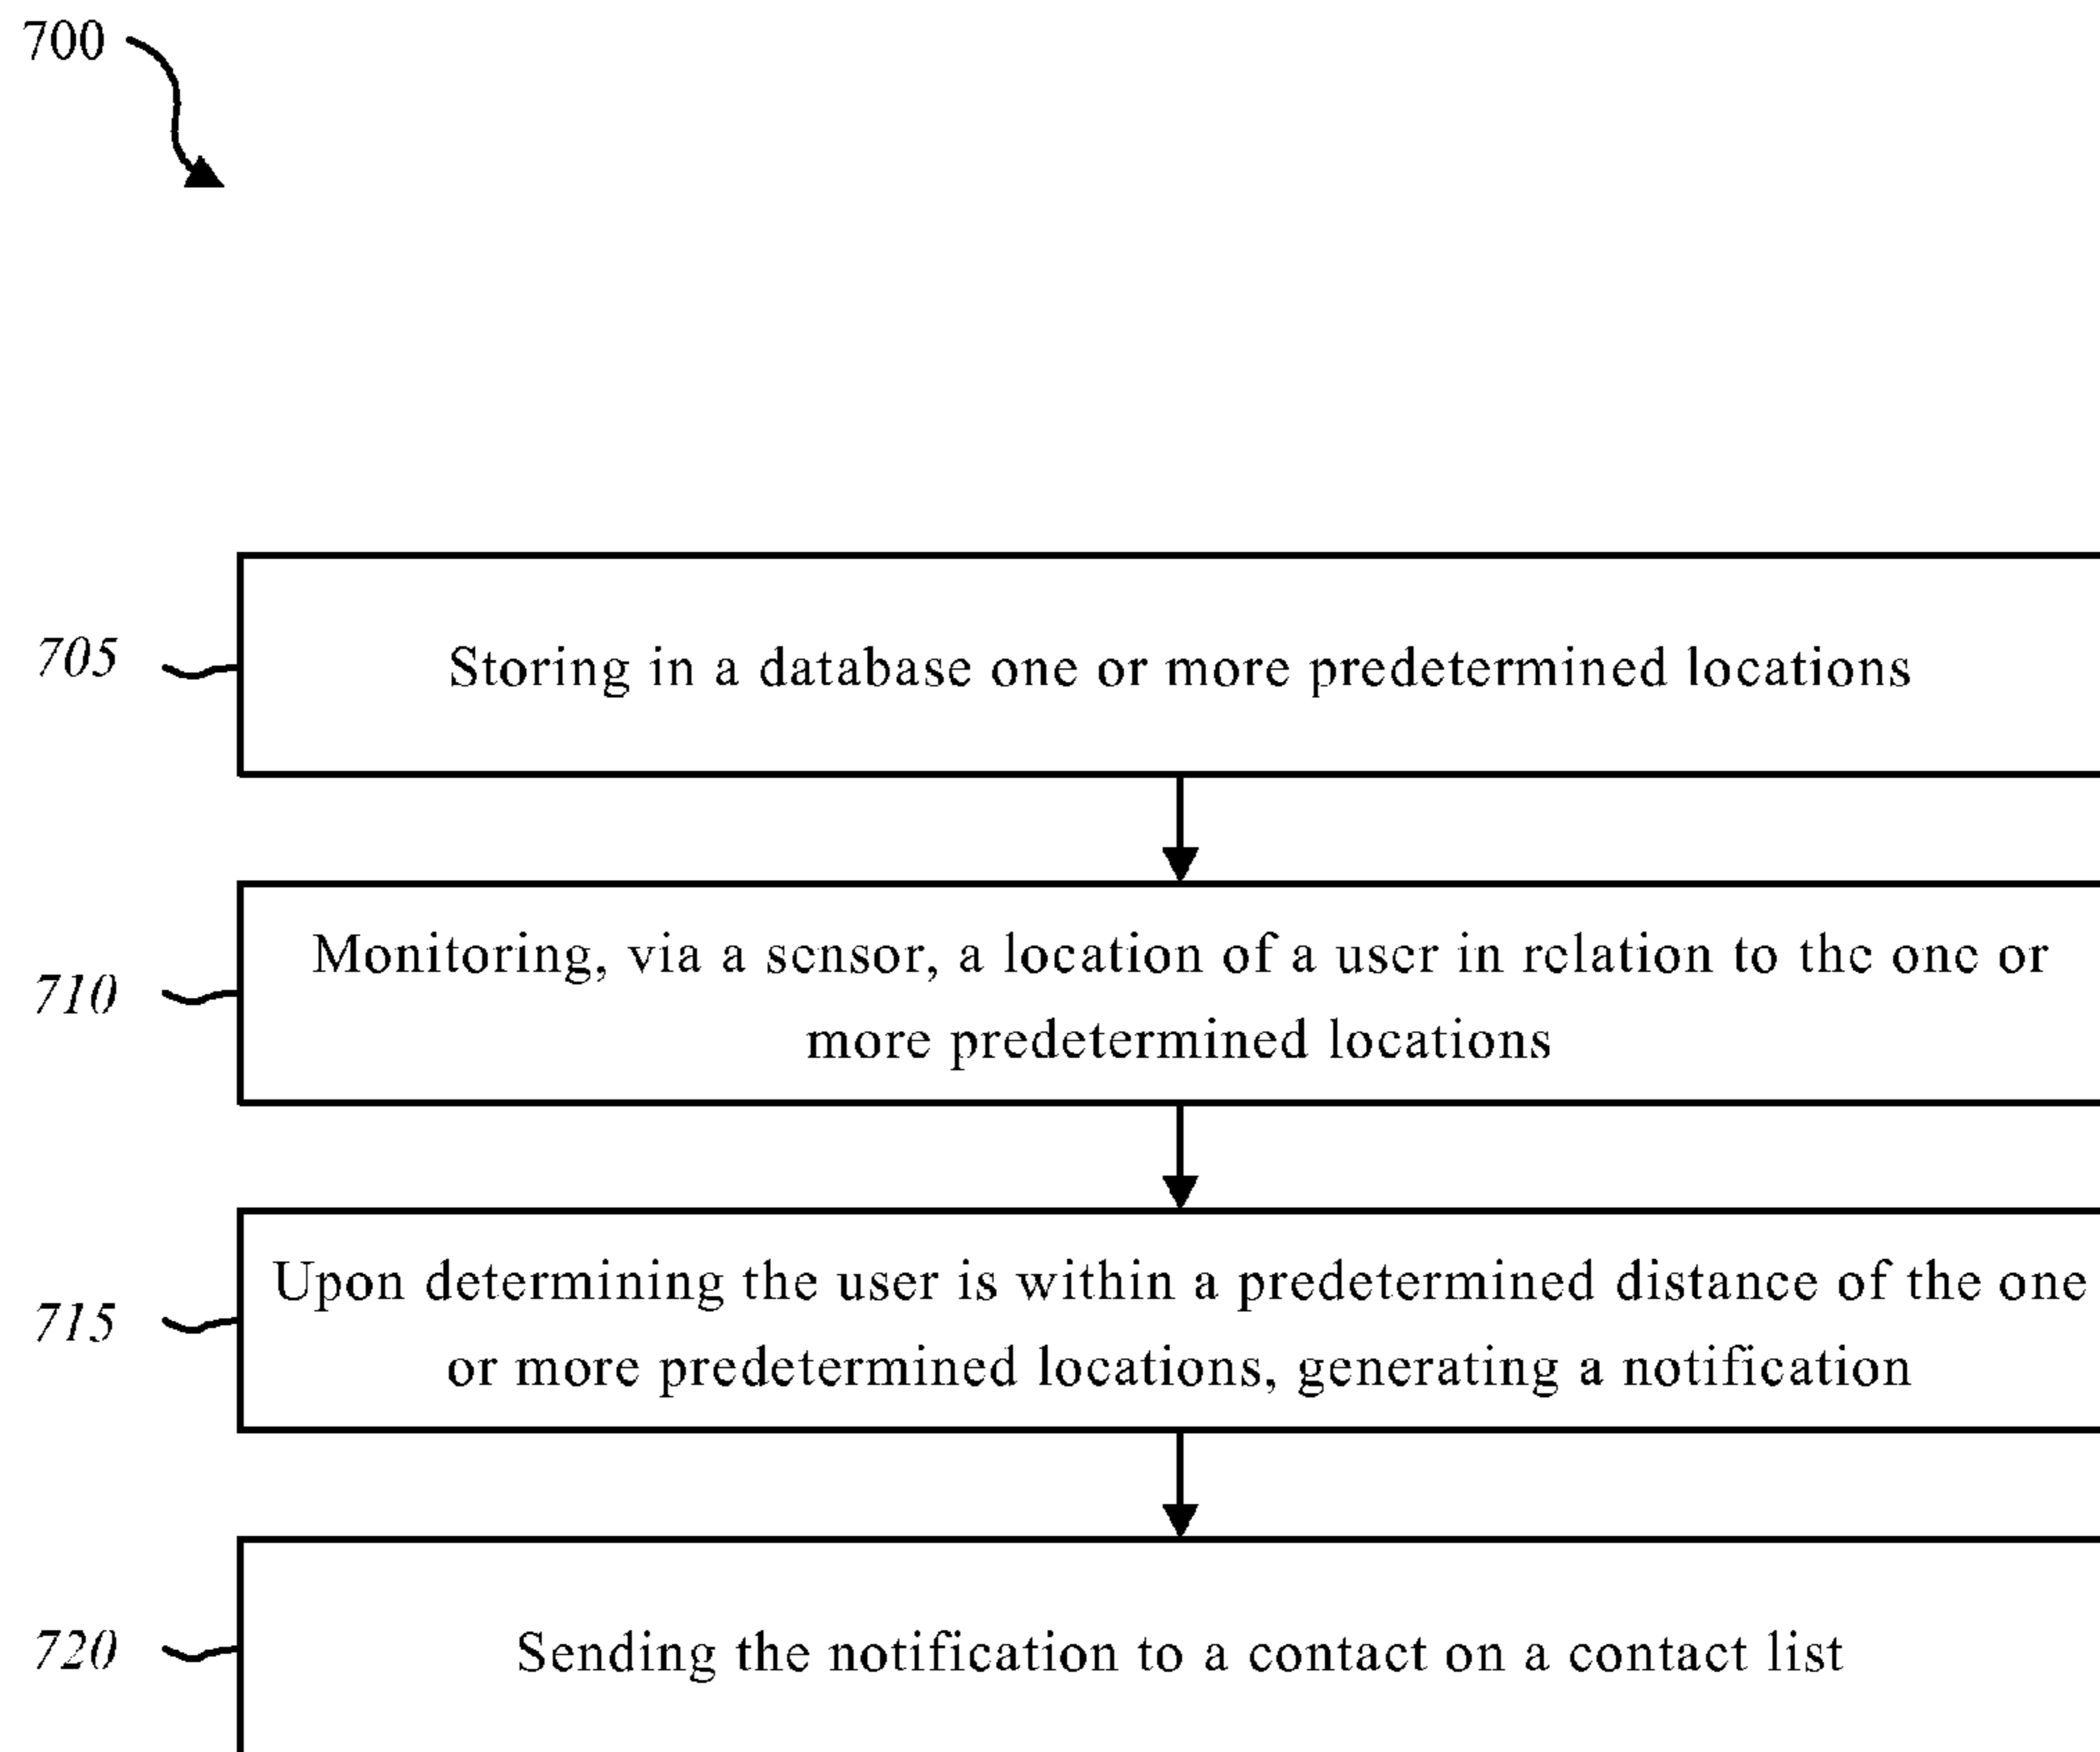 700
705
Storing in a database one or more predetermined locations
710
Monitoring, via a sensor, a location of a user in relation to the one or
more predetermined locations
715
Upon determining the user is within a predetermined distance of the one
or more predetermined locations, generating a notification
720
Sending the notification to a contact on a contact list